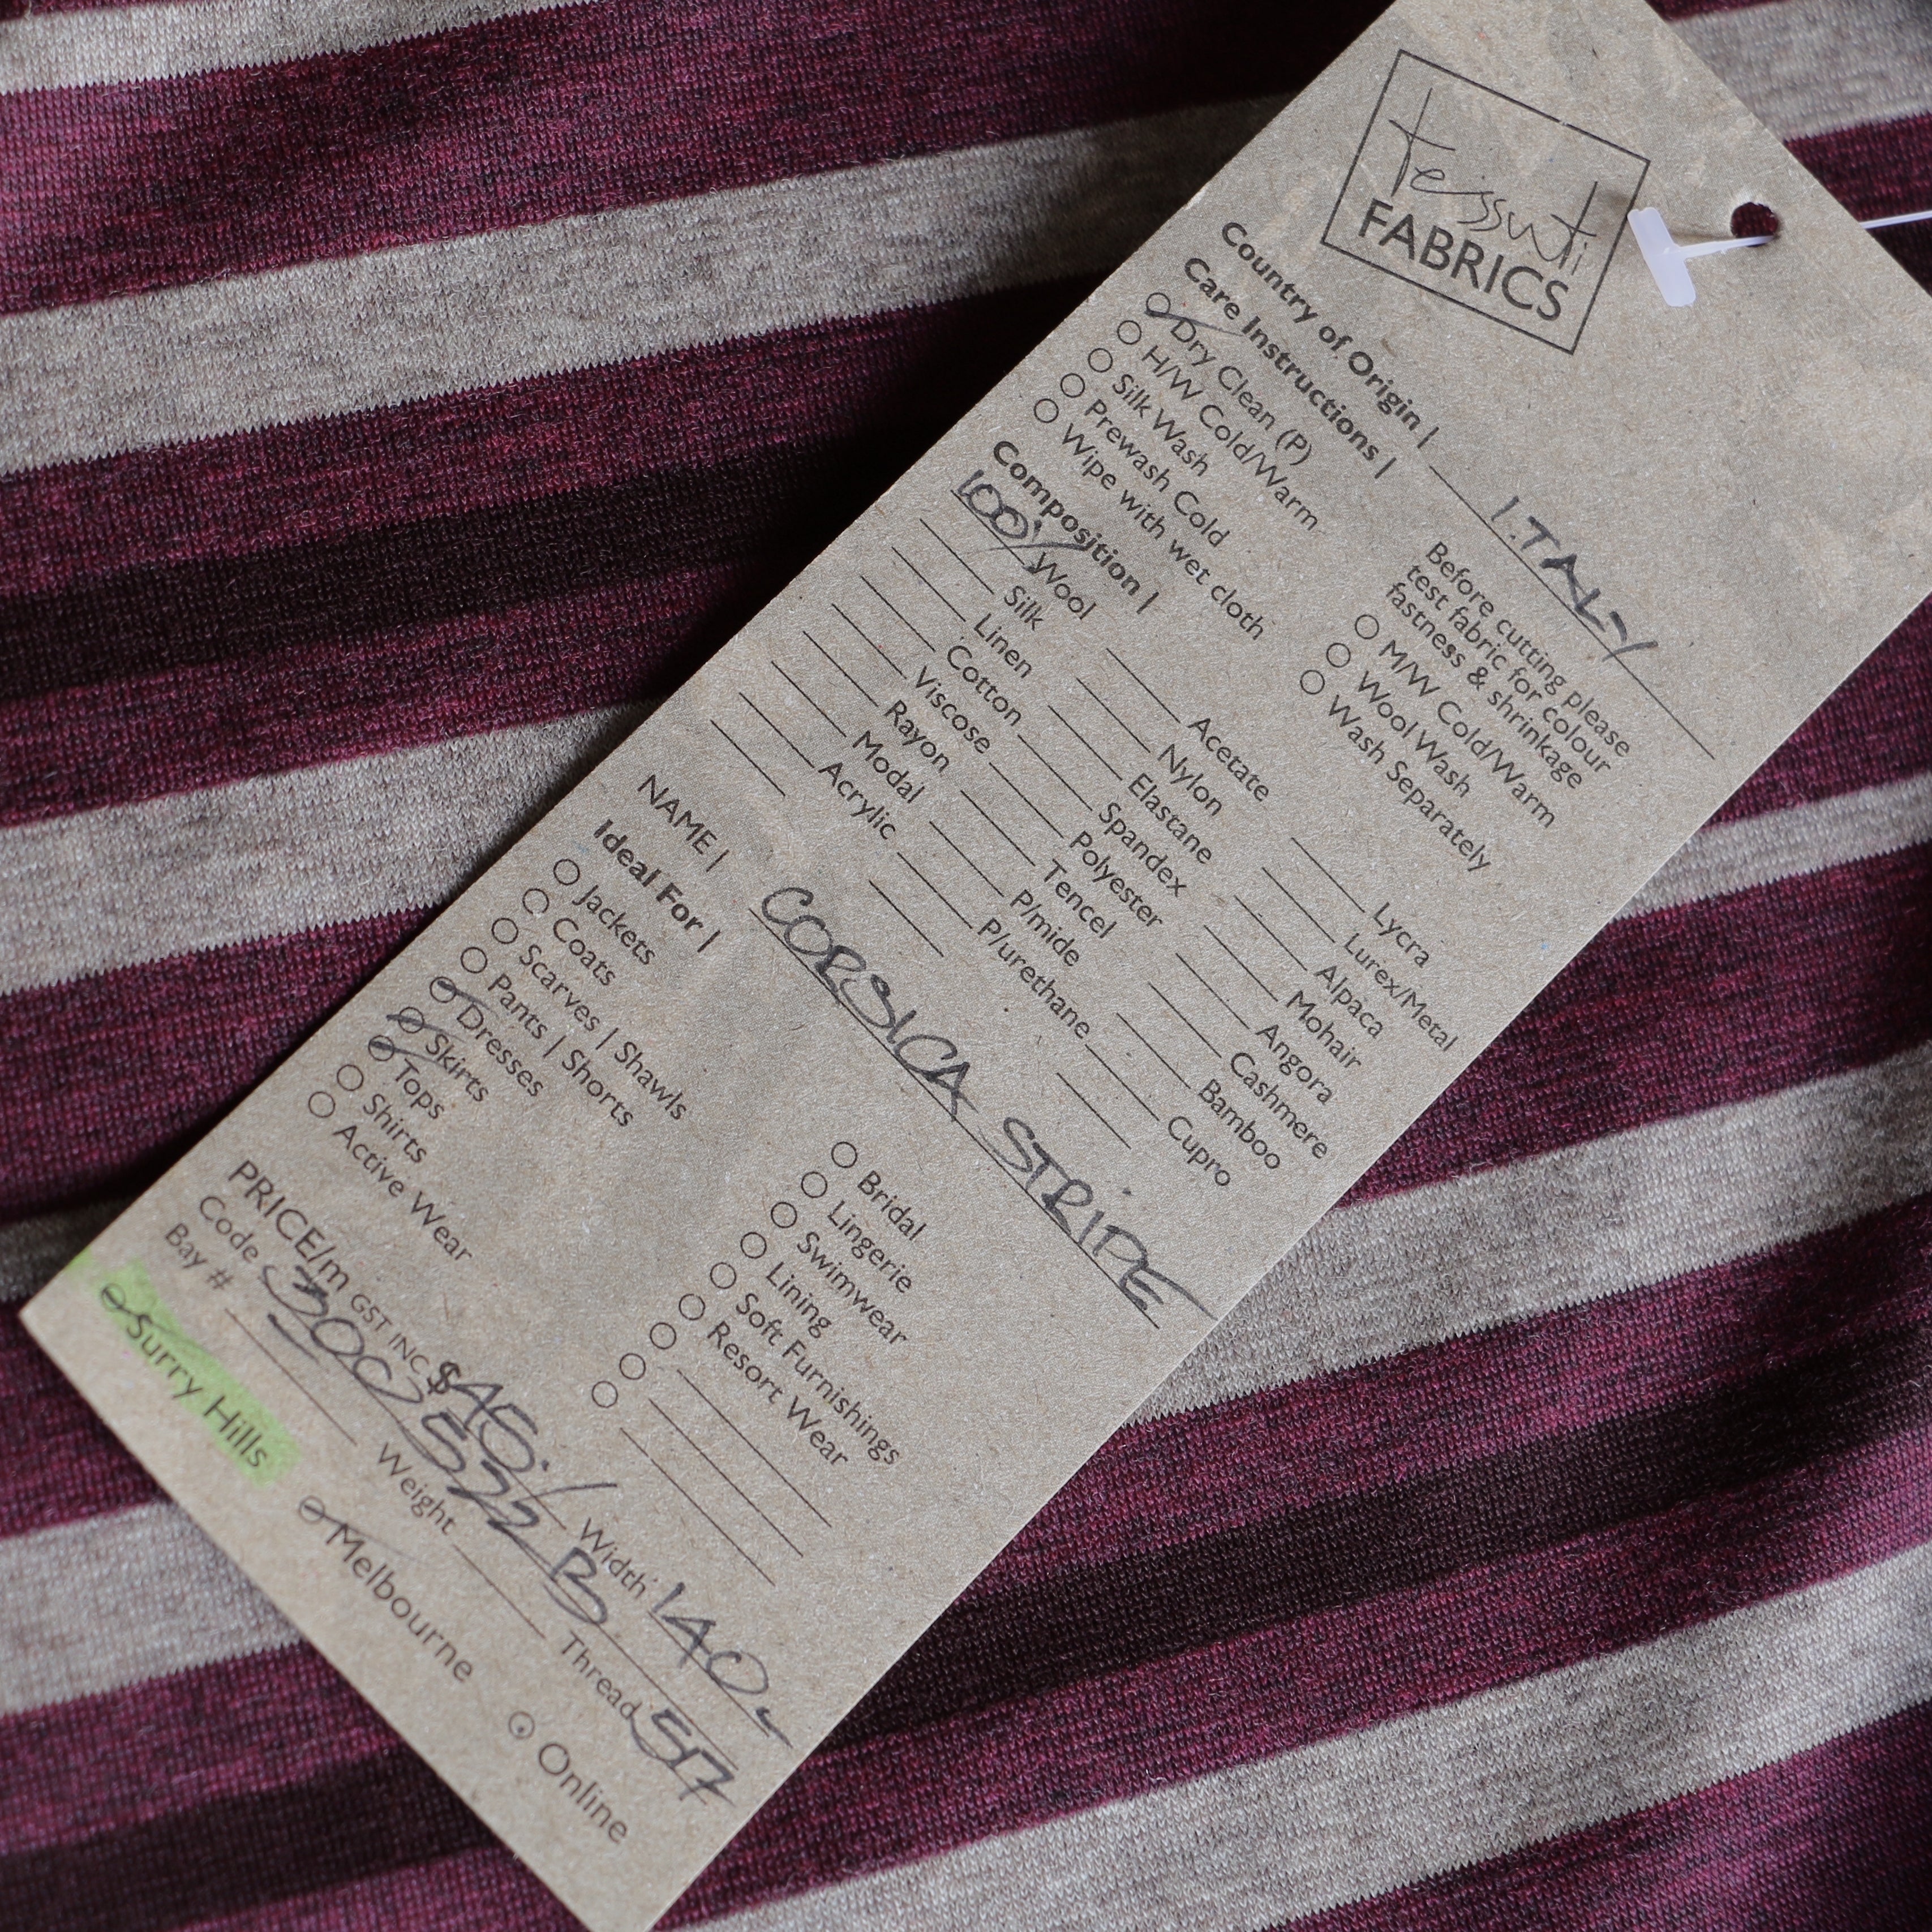 tessuti
FABRICS
Country of Origin | ITALY
Care Instructions |
Before cutting please
test fabric for colour
fastness & shrinkage
Dry Clean (P)
H/W Cold/Warm
Silk Wash
Prewash Cold
Wipe with wet cloth
M/W Cold/Warm
Wool Wash
Wash Separately
Composition |
100% Wool
Silk
Linen
Cotton
Viscose
Rayon
Modal
Acrylic
Acetate
Nylon
Elastane
Spandex
Polyester
Tencel
P/mide
P/urethane
Lycra
Lurex/Metal
Alpaca
Mohair
Angora
Cashmere
Bamboo
Cupro
NAME | CORSICA STRIPE
Ideal For |
Jackets
Coats
Scarves | Shawls
Pants | Shorts
Dresses
Skirts
Tops
Shirts
Active Wear
Bridal
Lingerie
Swimwear
Lining
Soft Furnishings
Resort Wear
PRICE/m GST INC $45.- Width 140
Code 300522B
Bay # Weight Thread 517
Surry Hills Melbourne Online